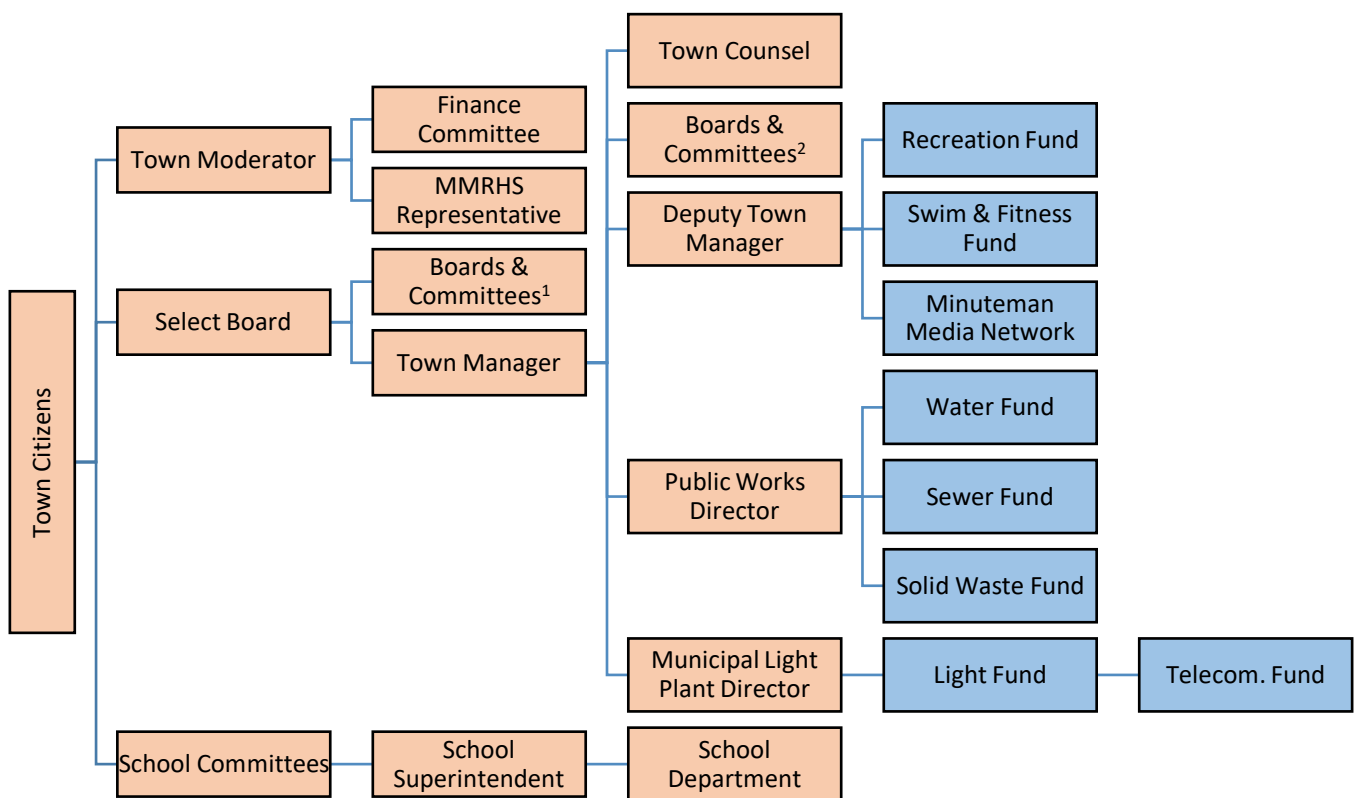 Town Citizens
Town Moderator
Finance
Committee
MMRHS
Representative
Select Board
Boards &
Committees¹
Town Manager
Town Counsel
Boards &
Committees²
Deputy Town
Manager
Recreation Fund
Swim & Fitness
Fund
Minuteman
Media Network
Public Works
Director
Water Fund
Sewer Fund
Solid Waste Fund
Municipal Light
Plant Director
Light Fund
Telecom. Fund
School Committees
School
Superintendent
School
Department